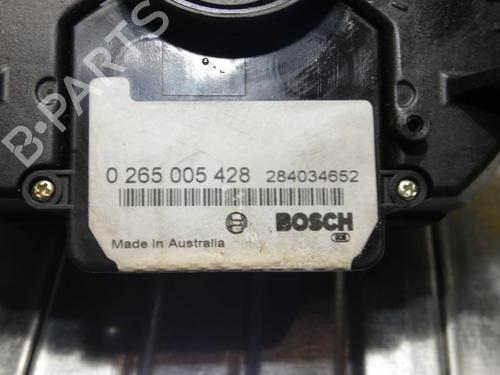 B-PARTS
0 265 005 428 284034652
BOSCH
Made in Australia